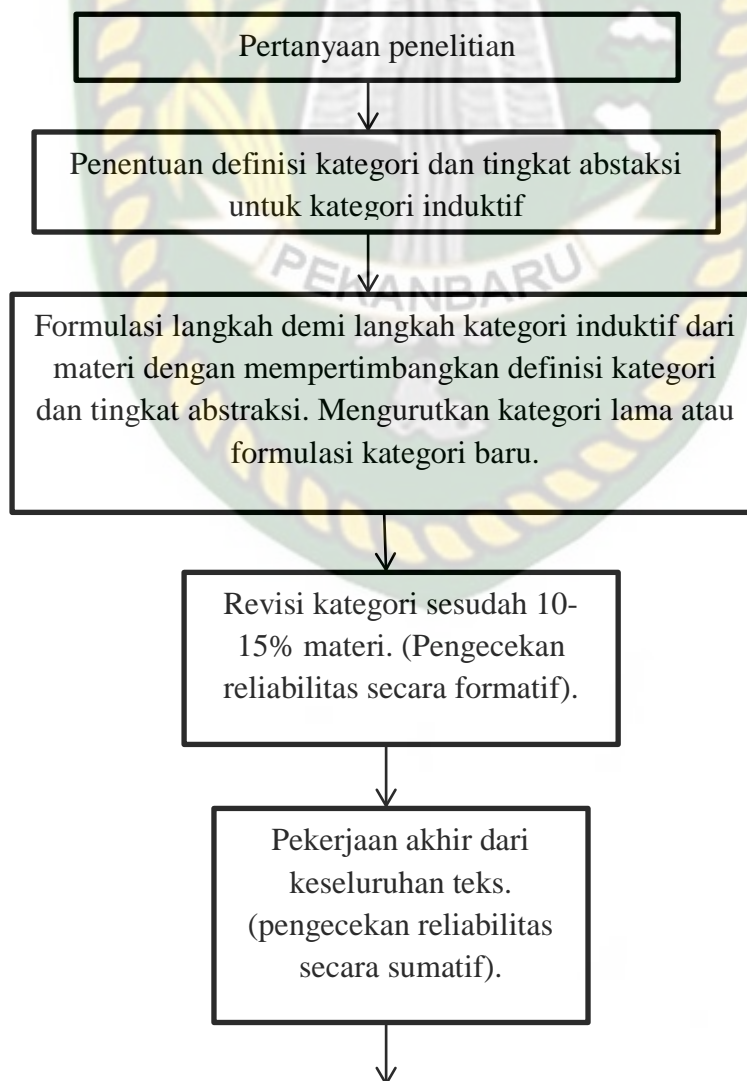 Pertanyaan penelitian
Penentuan definisi kategori dan tingkat abstaksi
untuk kategori induktif
PEKANBARU
Formulasi langkah demi langkah kategori induktif dari
materi dengan mempertimbangkan definisi kategori
dan tingkat abstraksi. Mengurutkan kategori lama atau
formulasi kategori baru.
Revisi kategori sesudah 10-
15% materi. (Pengecekan
reliabilitas secara formatif).
Pekerjaan akhir dari
keseluruhan teks.
(pengecekan reliabilitas
secara sumatif).